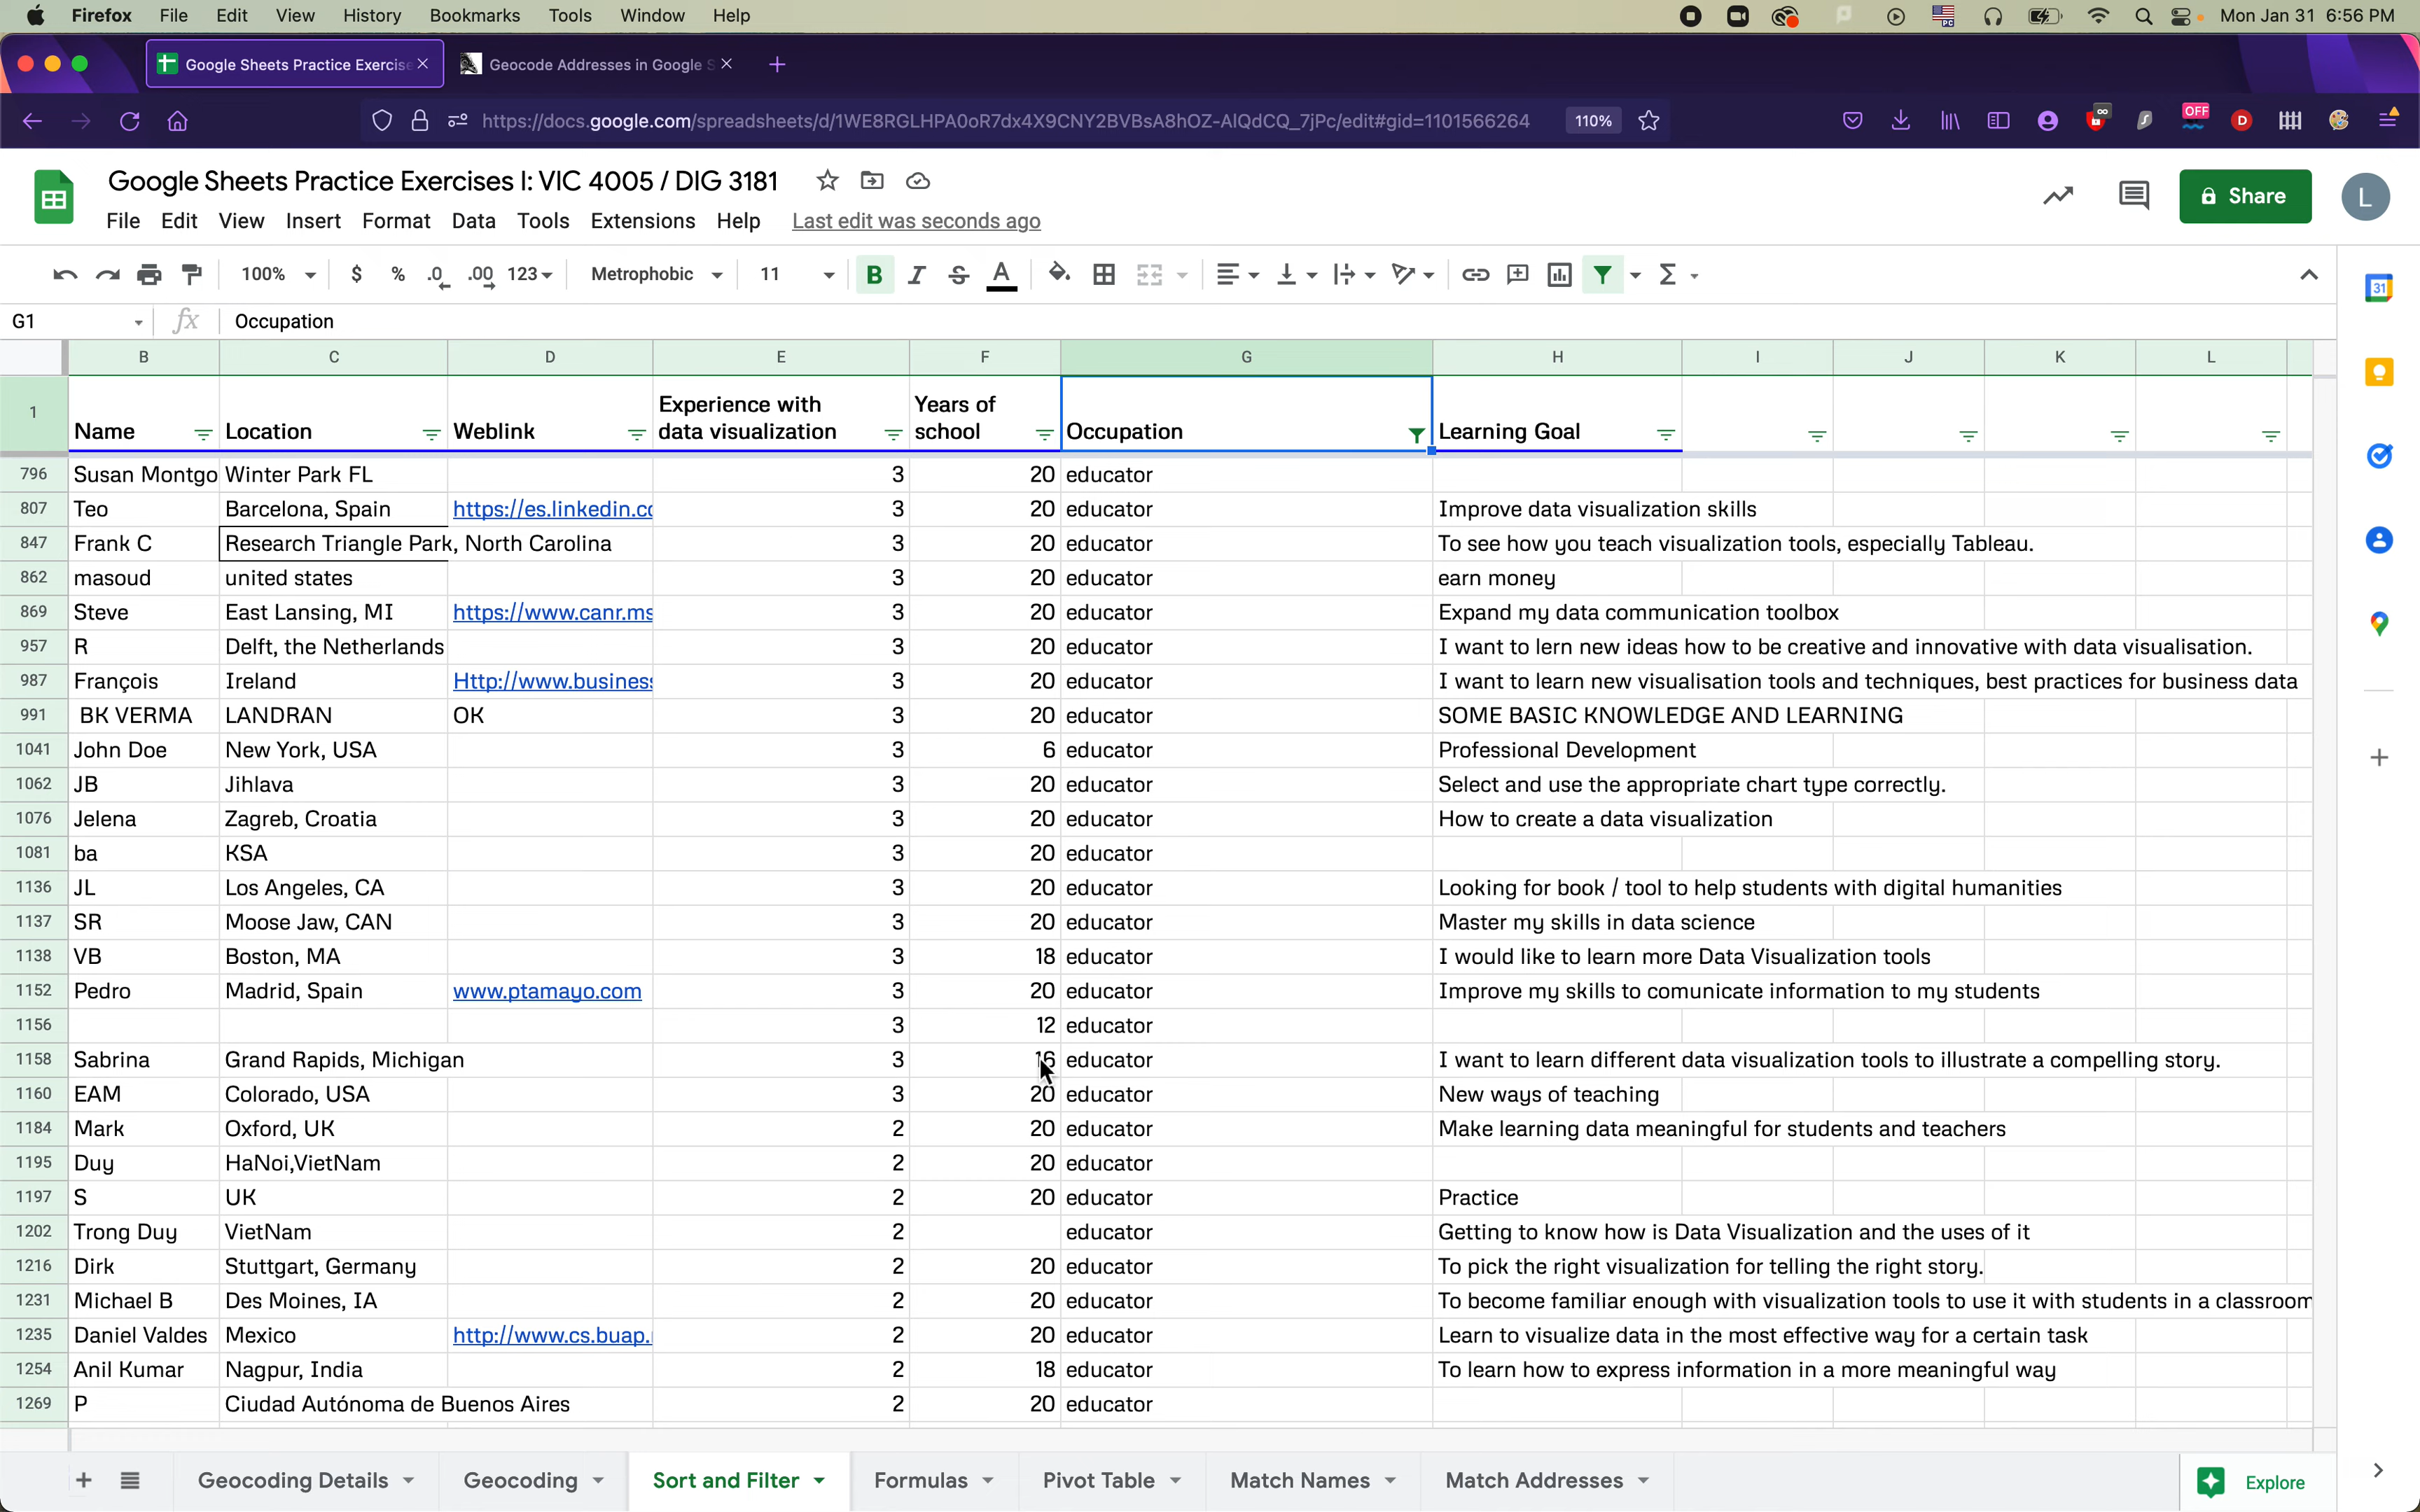 Firefox File Edit View History Bookmarks Tools Window Help Mon Jan 31 6:56 PM
Google Sheets Practice Exercise Geocode Addresses in Google S
https://docs.google.com/spreadsheets/d/1WE8RGLHPA0oR7dx4X9CNY2BVBsA8hOZ-AlQdCQ_7jPc/edit#gid=1101566264 110% OFF
Google Sheets Practice Exercises I: VIC 4005 / DIG 3181
Share L
File Edit View Insert Format Data Tools Extensions Help Last edit was seconds ago
100% $ % .0 .00 123 Metrophobic 11 B I S A
31
G1 fx Occupation
B C D E F G H I J K L
1 Name Location Weblink Experience with data visualization Years of school Occupation Learning Goal
796 Susan Montgo Winter Park FL 3 20 educator
807 Teo Barcelona, Spain https://es.linkedin.co 3 20 educator Improve data visualization skills
847 Frank C Research Triangle Park, North Carolina 3 20 educator To see how you teach visualization tools, especially Tableau.
862 masoud united states 3 20 educator earn money
869 Steve East Lansing, MI https://www.canr.ms 3 20 educator Expand my data communication toolbox
957 R Delft, the Netherlands 3 20 educator I want to lern new ideas how to be creative and innovative with data visualisation.
987 François Ireland Http://www.business 3 20 educator I want to learn new visualisation tools and techniques, best practices for business data
991 BK VERMA LANDRAN OK 3 20 educator SOME BASIC KNOWLEDGE AND LEARNING
1041 John Doe New York, USA 3 6 educator Professional Development
1062 JB Jihlava 3 20 educator Select and use the appropriate chart type correctly.
1076 Jelena Zagreb, Croatia 3 20 educator How to create a data visualization
1081 ba KSA 3 20 educator
1136 JL Los Angeles, CA 3 20 educator Looking for book / tool to help students with digital humanities
1137 SR Moose Jaw, CAN 3 20 educator Master my skills in data science
1138 VB Boston, MA 3 18 educator I would like to learn more Data Visualization tools
1152 Pedro Madrid, Spain www.ptamayo.com 3 20 educator Improve my skills to comunicate information to my students
1156 3 12 educator
1158 Sabrina Grand Rapids, Michigan 3 16 educator I want to learn different data visualization tools to illustrate a compelling story.
1160 EAM Colorado, USA 3 20 educator New ways of teaching
1184 Mark Oxford, UK 2 20 educator Make learning data meaningful for students and teachers
1195 Duy HaNoi,VietNam 2 20 educator
1197 S UK 2 20 educator Practice
1202 Trong Duy VietNam 2 educator Getting to know how is Data Visualization and the uses of it
1216 Dirk Stuttgart, Germany 2 20 educator To pick the right visualization for telling the right story.
1231 Michael B Des Moines, IA 2 20 educator To become familiar enough with visualization tools to use it with students in a classroom
1235 Daniel Valdes Mexico http://www.cs.buap. 2 20 educator Learn to visualize data in the most effective way for a certain task
1254 Anil Kumar Nagpur, India 2 18 educator To learn how to express information in a more meaningful way
1269 P Ciudad Autónoma de Buenos Aires 2 20 educator
Geocoding Details Geocoding Sort and Filter Formulas Pivot Table Match Names Match Addresses Explore